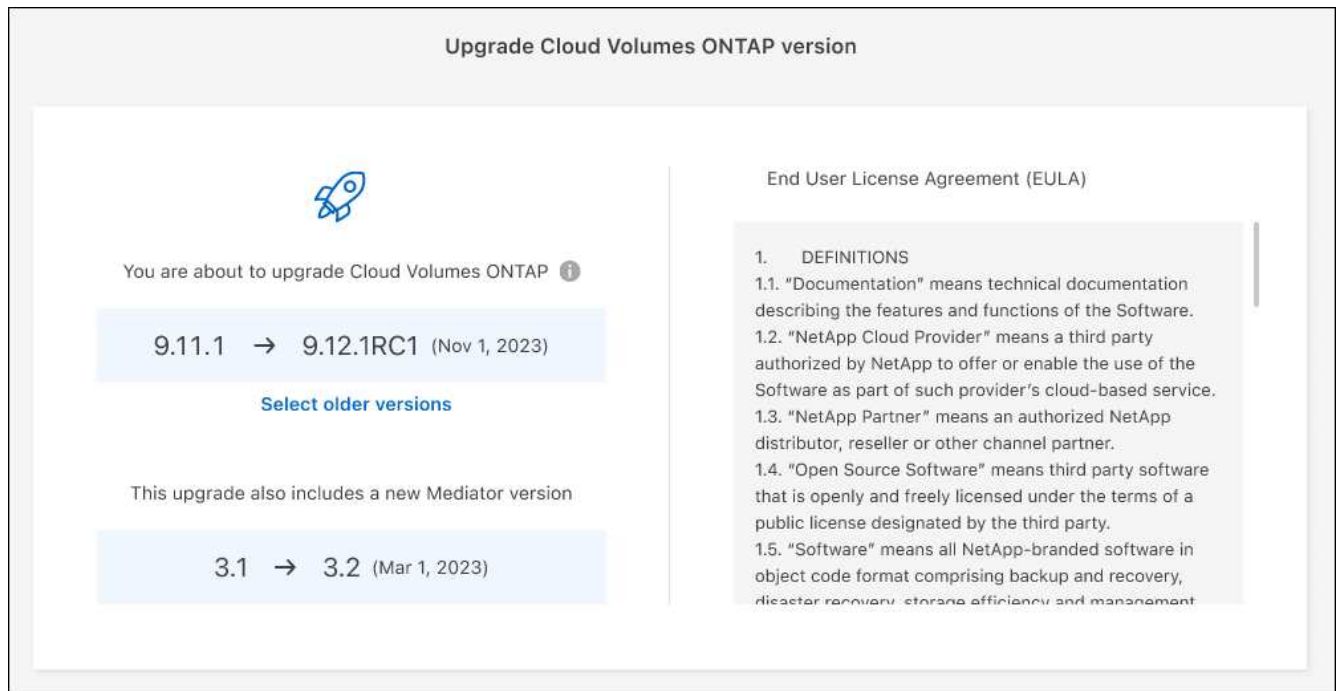 Upgrade Cloud Volumes ONTAP version
You are about to upgrade Cloud Volumes ONTAP
9.11.1 → 9.12.1RC1 (Nov 1, 2023)
Select older versions
This upgrade also includes a new Mediator version
3.1 → 3.2 (Mar 1, 2023)
End User License Agreement (EULA)
1. DEFINITIONS
1.1. “Documentation” means technical documentation
describing the features and functions of the Software.
1.2. “NetApp Cloud Provider” means a third party
authorized by NetApp to offer or enable the use of the
Software as part of such provider’s cloud-based service.
1.3. “NetApp Partner” means an authorized NetApp
distributor, reseller or other channel partner.
1.4. “Open Source Software” means third party software
that is openly and freely licensed under the terms of a
public license designated by the third party.
1.5. “Software” means all NetApp-branded software in
object code format comprising backup and recovery,
disaster recovery, storage efficiency and management